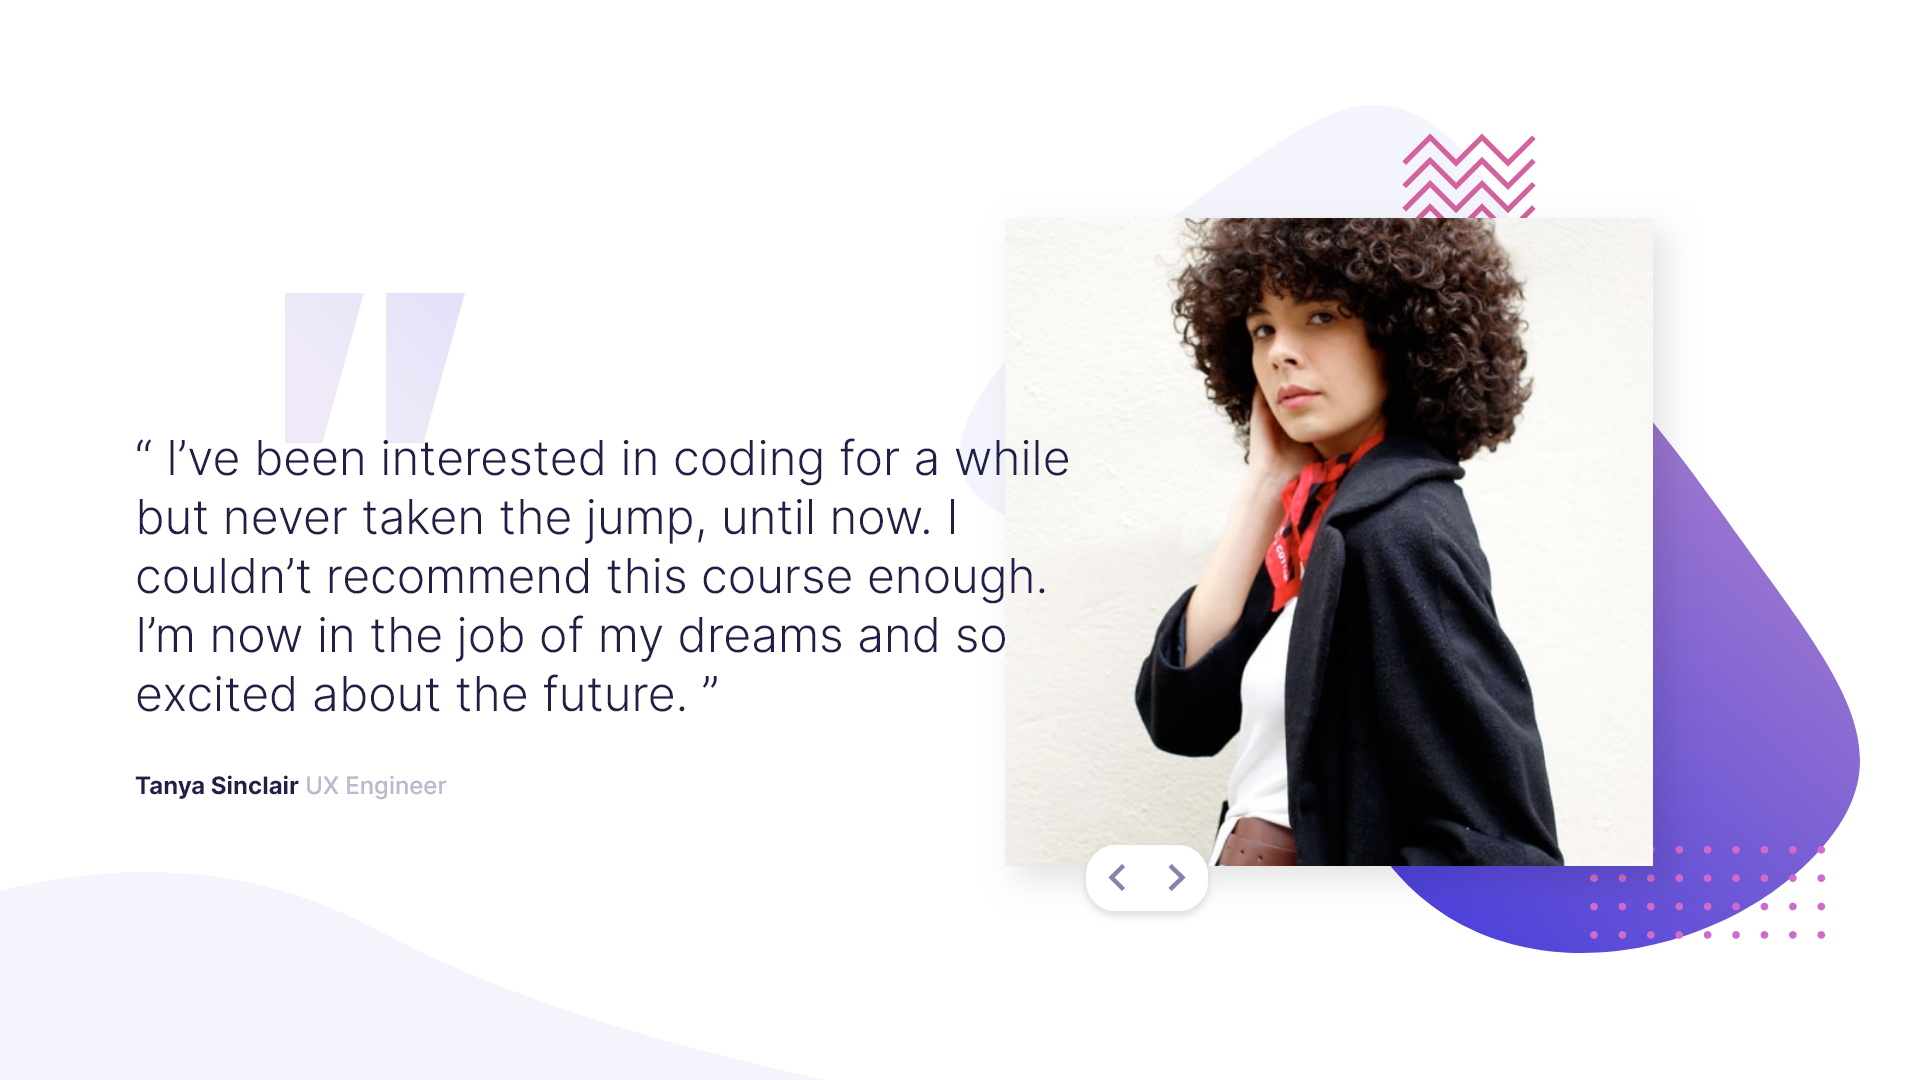 “ I’ve been interested in coding for a while
but never taken the jump, until now. I
couldn’t recommend this course enough.
I’m now in the job of my dreams and so
excited about the future. ”
Tanya Sinclair UX Engineer